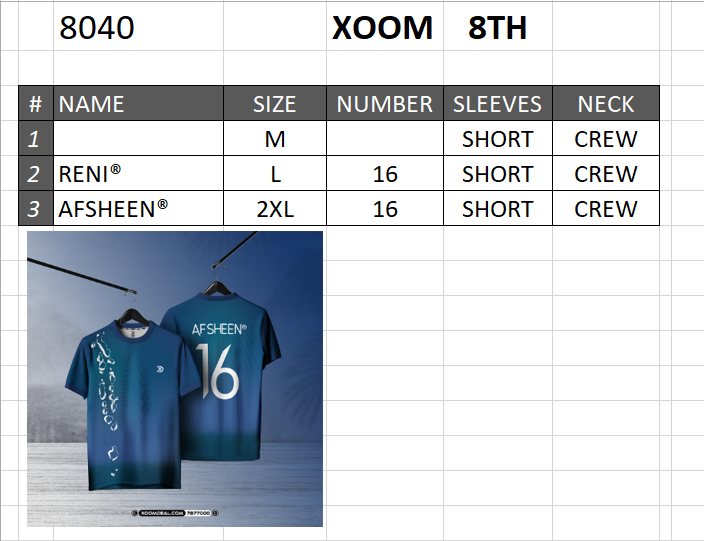 8040 XOOM 8TH
# NAME SIZE NUMBER SLEEVES NECK
1 M SHORT CREW
2 RENI® L 16 SHORT CREW
3 AFSHEEN® 2XL 16 SHORT CREW
AFSHEEN®
16
XOOMDEAL.COM 7877000